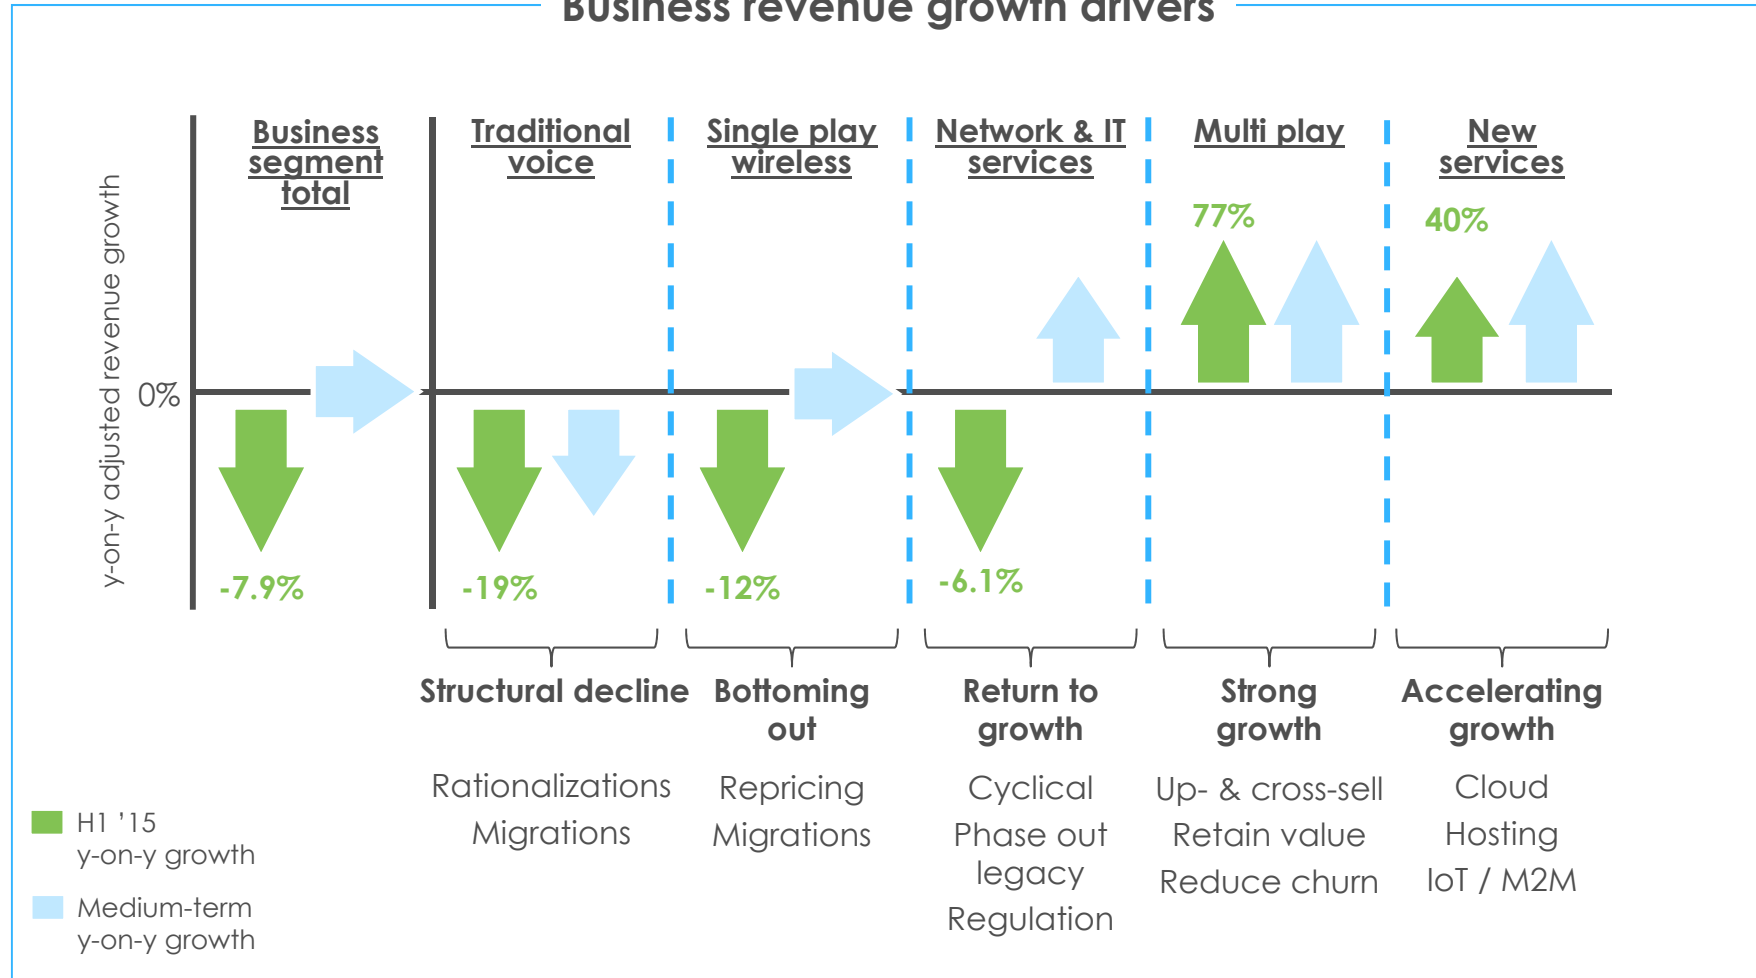 Business revenue growth drivers
y-on-y adjusted revenue growth
0%
Business
segment
total
-7.9%
Traditional
voice
-19%
Single play
wireless
-12%
Network & IT
services
-6.1%
Multi play
77%
New
services
40%
Structural decline
Rationalizations
Migrations
Bottoming
out
Repricing
Migrations
Return to
growth
Cyclical
Phase out
legacy
Regulation
Strong
growth
Up- & cross-sell
Retain value
Reduce churn
Accelerating
growth
Cloud
Hosting
IoT / M2M
H1 ’15
y-on-y growth
Medium-term
y-on-y growth